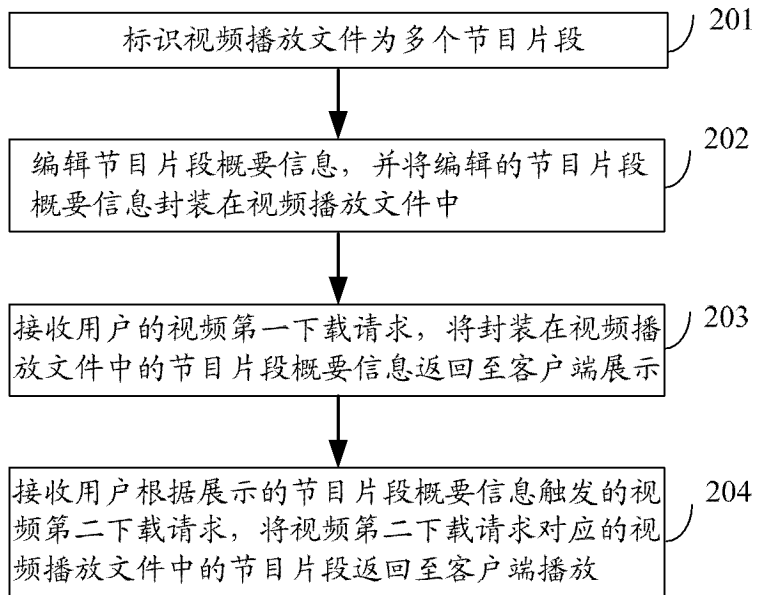 标识视频播放文件为多个节目片段
201
编辑节目片段概要信息，并将编辑的节目片段
概要信息封装在视频播放文件中
202
接收用户的视频第一下载请求，将封装在视频播
放文件中的节目片段概要信息返回至客户端展示
203
接收用户根据展示的节目片段概要信息触发的视
频第二下载请求，将视频第二下载请求对应的视
频播放文件中的节目片段返回至客户端播放
204